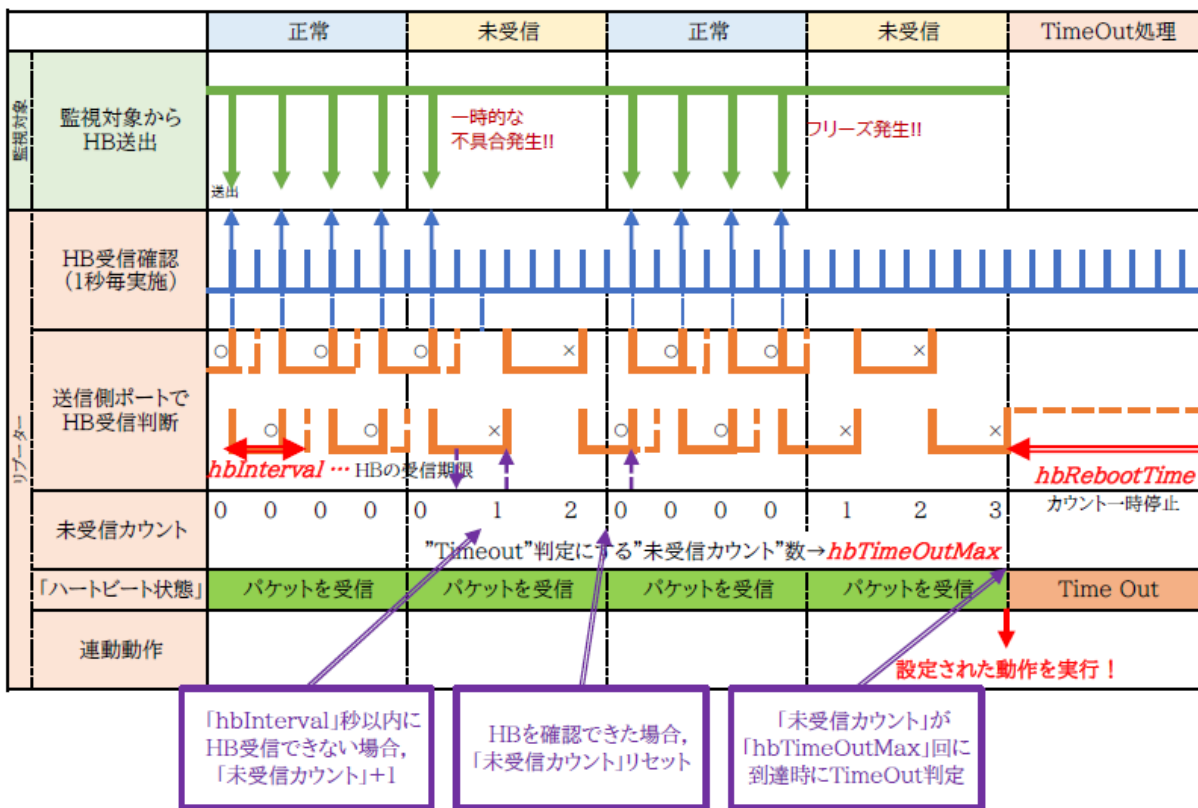 正常 未受信 正常 未受信 TimeOut処理
監視対象
監視対象から
HB送出
一時的な
不具合発生!!
フリーズ発生!!
送出
リブーター
HB受信確認
(1秒毎実施)
送信側ポートで
HB受信判断
○ ○ ○ × ○ ○ ×
○ ○ × ○ ○ × ×
hbInterval … HBの受信期限
hbRebootTime
カウント一時停止
未受信カウント
0 0 0 0 0 1 2 0 0 0 0 1 2 3
”Timeout”判定にする”未受信カウント”数→hbTimeOutMax
「ハートビート状態」 パケットを受信 パケットを受信 パケットを受信 パケットを受信 Time Out
連動動作
設定された動作を実行！
「hbInterval」秒以内に
HB受信できない場合,
「未受信カウント」+1
HBを確認できた場合,
「未受信カウント」リセット
「未受信カウント」が
「hbTimeOutMax」回に
到達時にTimeOut判定